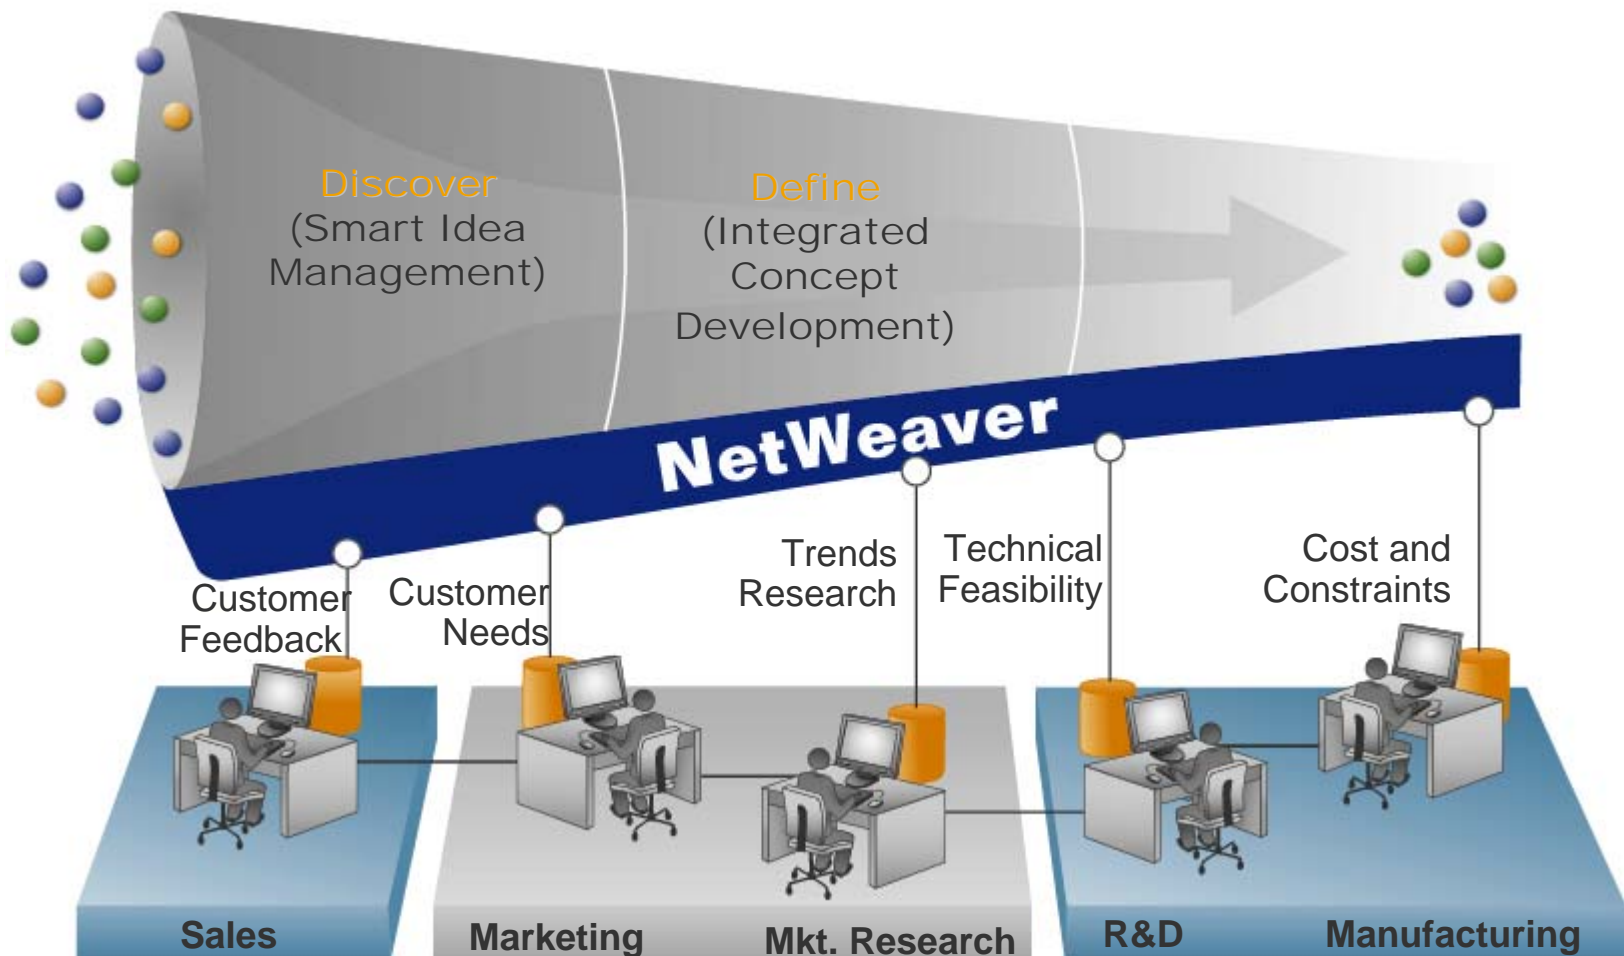 Discover
(Smart Idea
Management)
Define
(Integrated
Concept
Development)
NetWeaver
Customer
Feedback
Customer
Needs
Trends
Research
Technical
Feasibility
Cost and
Constraints
Sales
Marketing
Mkt. Research
R&D
Manufacturing